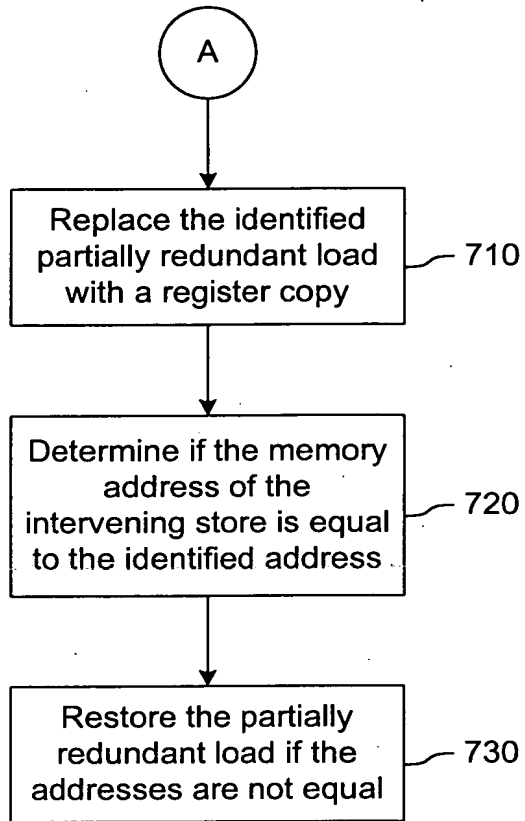 A
Replace the identified
partially redundant load
with a register copy
710
Determine if the memory
address of the
intervening store is equal
to the identified address
720
Restore the partially
redundant load if the
addresses are not equal
730